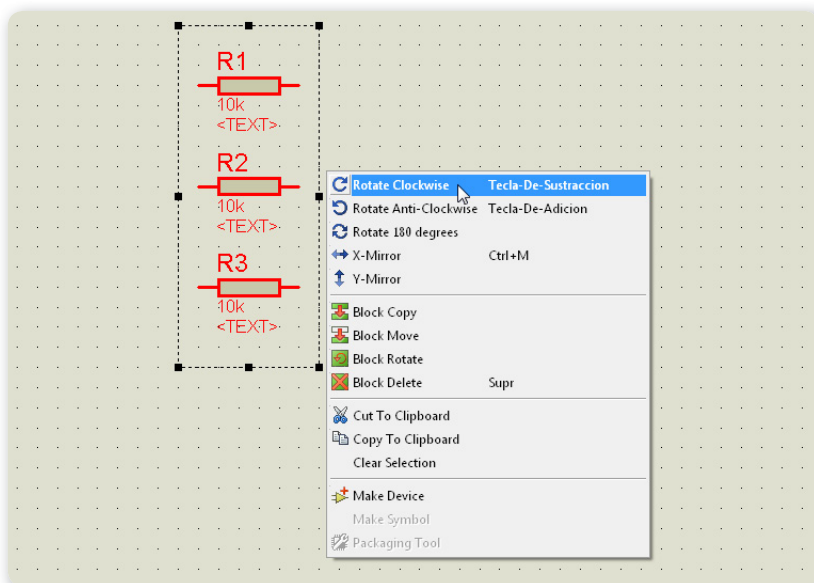 R1
10k
<TEXT>
R2
10k
<TEXT>
R3
10k
<TEXT>
Rotate Clockwise Tecla-De-Sustraccion
Rotate Anti-Clockwise Tecla-De-Adicion
Rotate 180 degrees
X-Mirror Ctrl+M
Y-Mirror
Block Copy
Block Move
Block Rotate
Block Delete Supr
Cut To Clipboard
Copy To Clipboard
Clear Selection
Make Device
Make Symbol
Packaging Tool